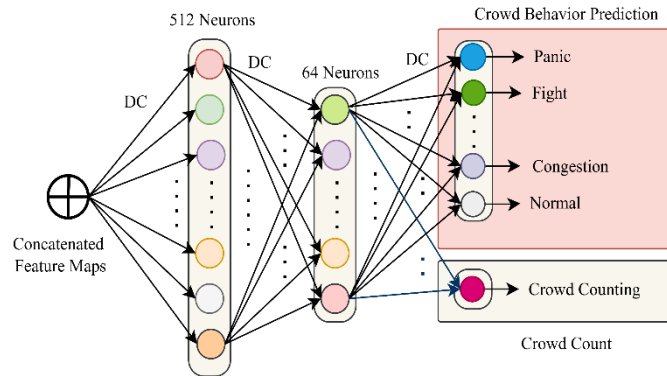 Crowd Behavior Prediction
512 Neurons
DC
DC
64 Neurons
DC
Panic
Fight
Congestion
Normal
Concatenated
Feature Maps
Crowd Counting
Crowd Count